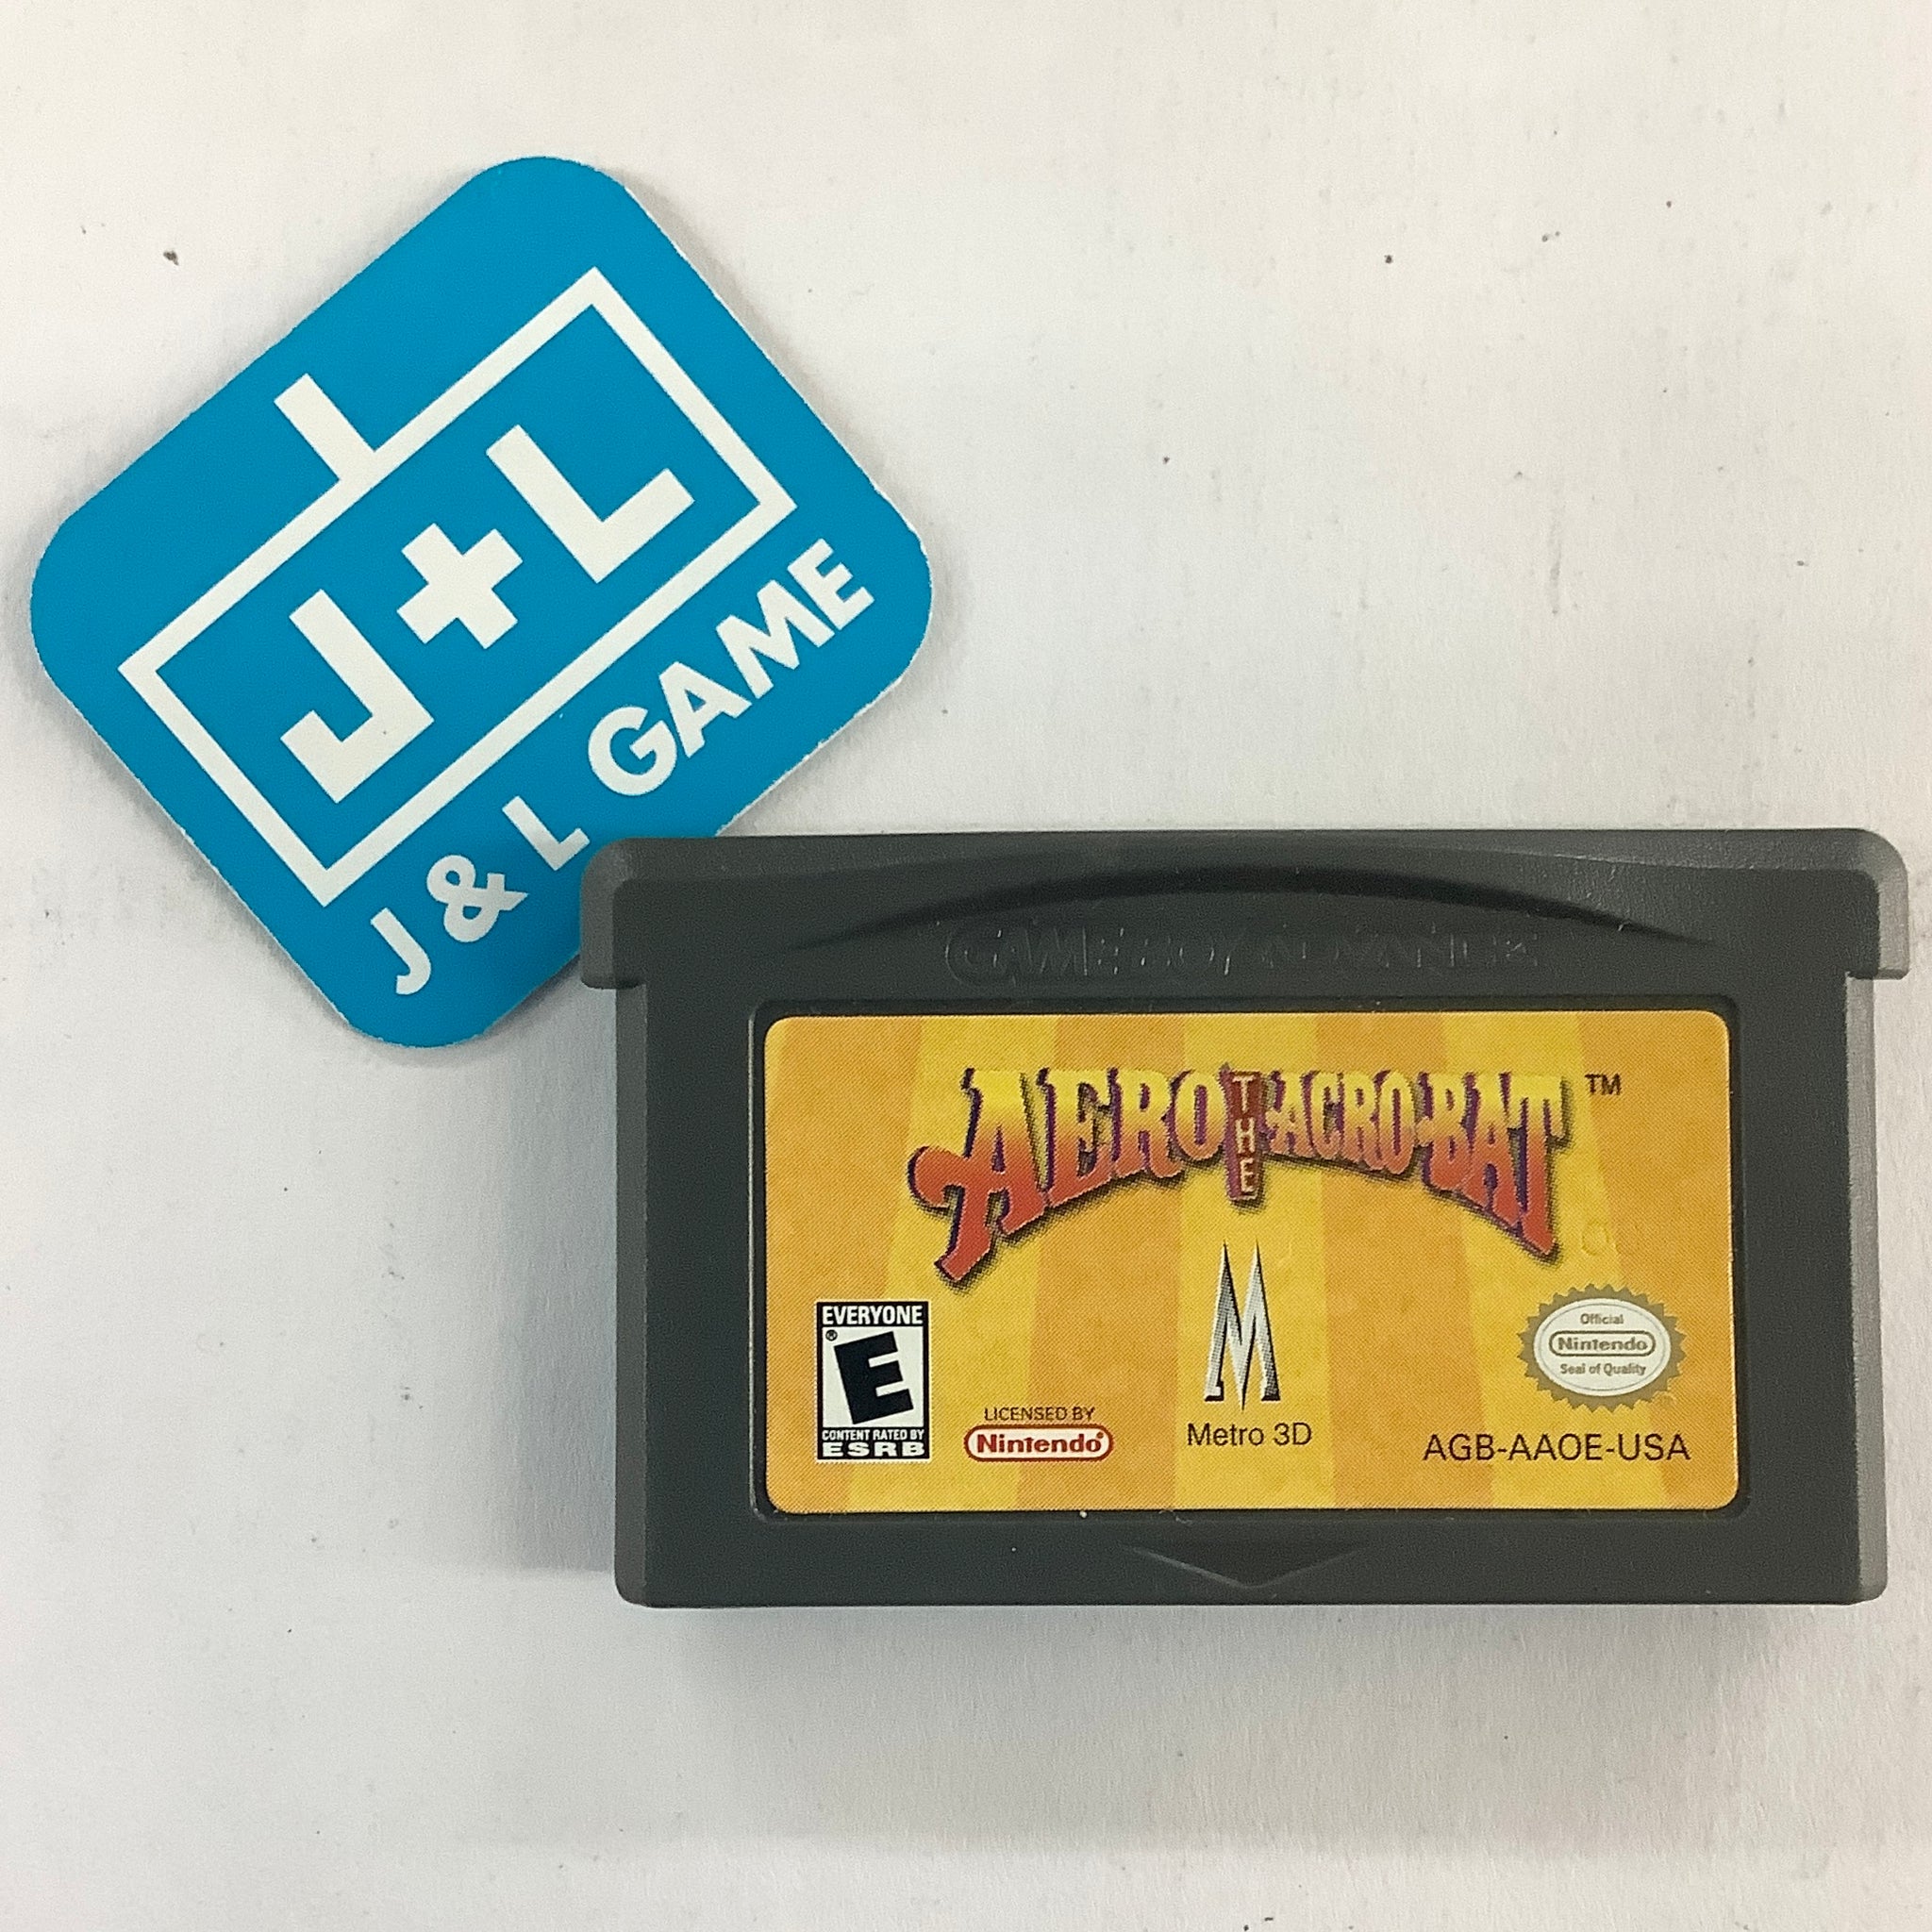 J+L
J & L GAME
GAME BOY ADVANCE
AERO THE ACRO-BAT™
M
Metro 3D
EVERYONE
E®
CONTENT RATED BY
ESRB
LICENSED BY
Nintendo®
Official
Nintendo
Seal of Quality
AGB-AAOE-USA